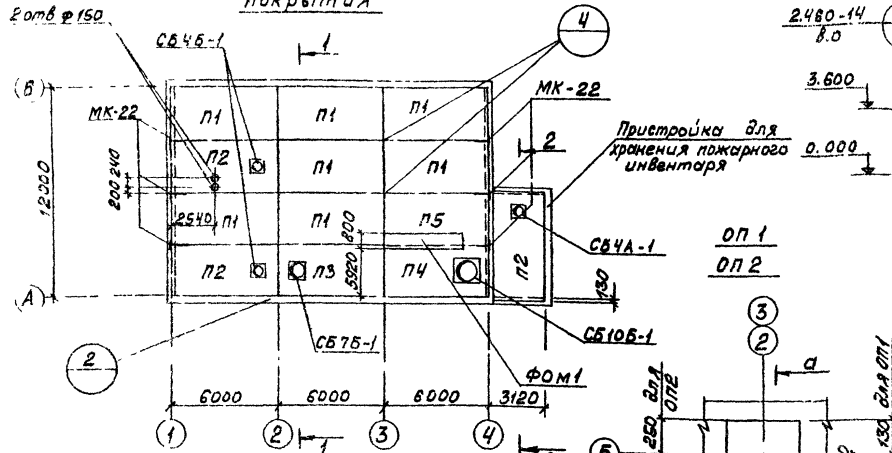 покрытия
2 отв φ150
СБ4Б-1
1
4
2.460-14
в.о
Б
МК-22
П1
П1
П1
МК-22
3.600
Пристройка для
хранения пожарного
инвентаря
0.000
П2
П1
П1
2
12000
200 240
2540
П1
П1
П5
800
СБ4А-1
ОП 1
ОП 2
П2
П3
5920
П4
П2
130
А
СБ7Б-1
СБ10Б-1
3
2
2
ФОМ1
а
6000
6000
6000
3120
260 для
ОП2
130 для ОП1
1
2
3
4
1
5